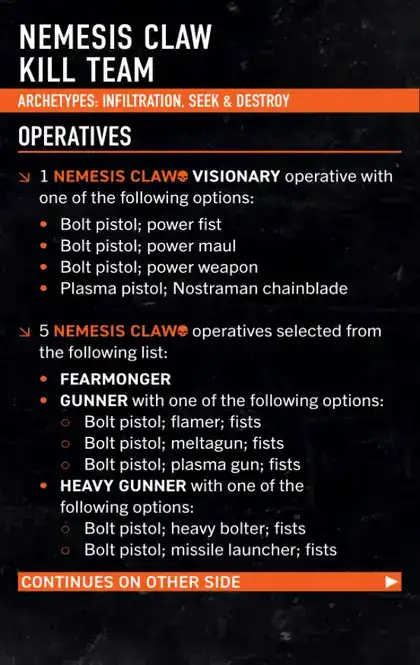 NEMESIS CLAW
KILL TEAM
ARCHETYPES: INFILTRATION, SEEK & DESTROY
OPERATIVES
↘ 1 NEMESIS CLAW VISIONARY operative with
one of the following options:
• Bolt pistol; power fist
• Bolt pistol; power maul
• Bolt pistol; power weapon
• Plasma pistol; Nostraman chainblade
↘ 5 NEMESIS CLAW operatives selected from
the following list:
• FEARMONGER
• GUNNER with one of the following options:
○ Bolt pistol; flamer; fists
○ Bolt pistol; meltagun; fists
○ Bolt pistol; plasma gun; fists
• HEAVY GUNNER with one of the
following options:
○ Bolt pistol; heavy bolter; fists
○ Bolt pistol; missile launcher; fists
CONTINUES ON OTHER SIDE ▶